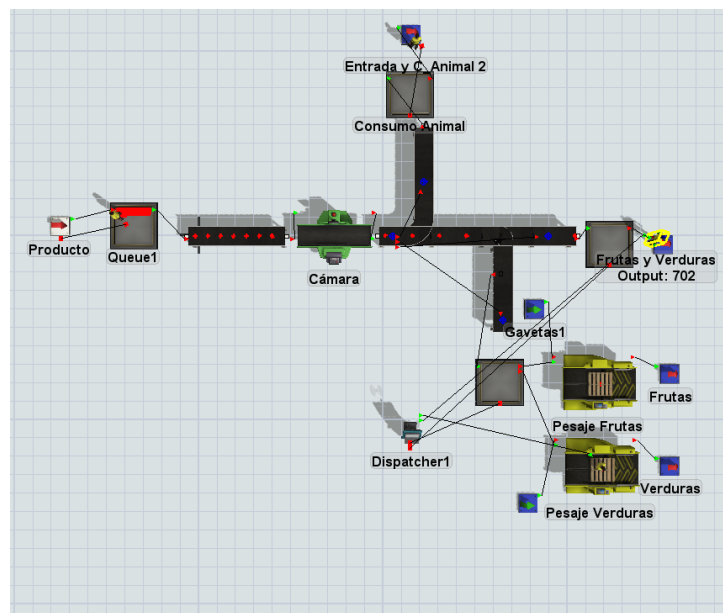 Entrada y C_Animal 2
Consumo Animal
Producto
Queue1
Cámara
Frutas y Verduras
Output: 702
Gavetas1
Frutas
Pesaje Frutas
Dispatcher1
Verduras
Pesaje Verduras